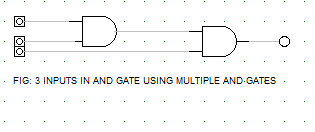 FIG: 3 INPUTS IN AND GATE USING MULTIPLE AND GATES